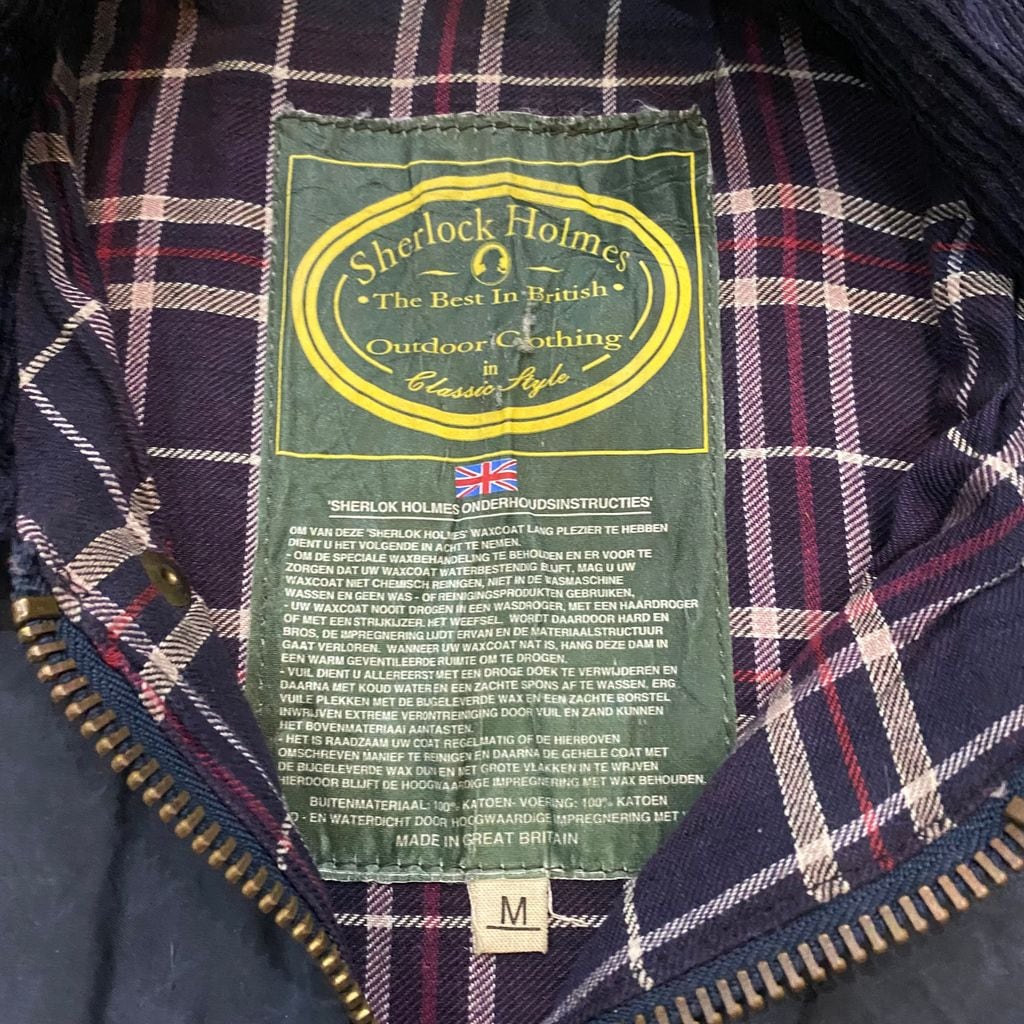 Sherlock Holmes
• The Best In British •
Outdoor Clothing
in
Classic Style
'SHERLOK HOLMES ONDERHOUDSINSTRUCTIES'
OM VAN DEZE 'SHERLOK HOLMES' WAXCOAT LANG PLEZIER TE HEBBEN
DIENT U HET VOLGENDE IN ACHT TE NEMEN.
- OM DE SPECIALE WAXBEHANDELING TE BEHOUDEN EN ER VOOR TE
ZORGEN DAT UW WAXCOAT WATERBESTENDIG BLIJFT, MAG U UW
WAXCOAT NIET CHEMISCH REINIGEN, NIET IN DE WASMASCHINE
WASSEN EN GEEN WAS - OF REINIGINGSPRODUKTEN GEBRUIKEN,
- UW WAXCOAT NOOIT DROGEN IN EEN WASDROGER, MET EEN HAARDROGER
OF MET EEN STRIJKIJZER. HET WEEFSEL. WORDT DAARDOOR HARD EN
BROS, DE IMPREGNERING LIJDT ERVAN EN DE MATERIAALSTRUCTUUR
GAAT VERLOREN. WANNEER UW WAXCOAT NAT IS, HANG DEZE DAM IN
EEN WARM GEVENTILEERDE RUIMTE OM TE DROGEN.
- VUIL DIENT U ALLEREERST MET EEN DROGE DOEK TE VERWIJDEREN EN
DAARNA MET KOUD WATER EN EEN ZACHTE SPONS AF TE WASSEN, ERG
VUILE PLEKKEN MET DE BIJGELEVERDE WAX EN EEN ZACHTE BORSTEL
INWRIJVEN EXTREME VERONTREINIGING DOOR VUIL EN ZAND KUNNEN
HET BOVENMATERIAAI AANTASTEN.
- HET IS RAADZAAM UW COAT REGELMATIG OF DE HIERBOVEN
OMSCHREVEN MANIEF TE REINIGEN EN DAARNA DE GEHELE COAT MET
DE BIJGELEVERDE WAX DUN EN MET GROTE VLAKKEN IN TE WRIJVEN
HIERDOOR BLIJFT DE HOOGWAARDIGE IMPREGNERING MET WAX BEHOUDEN.
BUITENMATERIAAL: 100% KATOEN- VOERING: 100% KATOEN
- EN WATERDICHT DOOR HOOGWAARDIGE IMPREGNERING MET
MADE IN GREAT BRITAIN
M